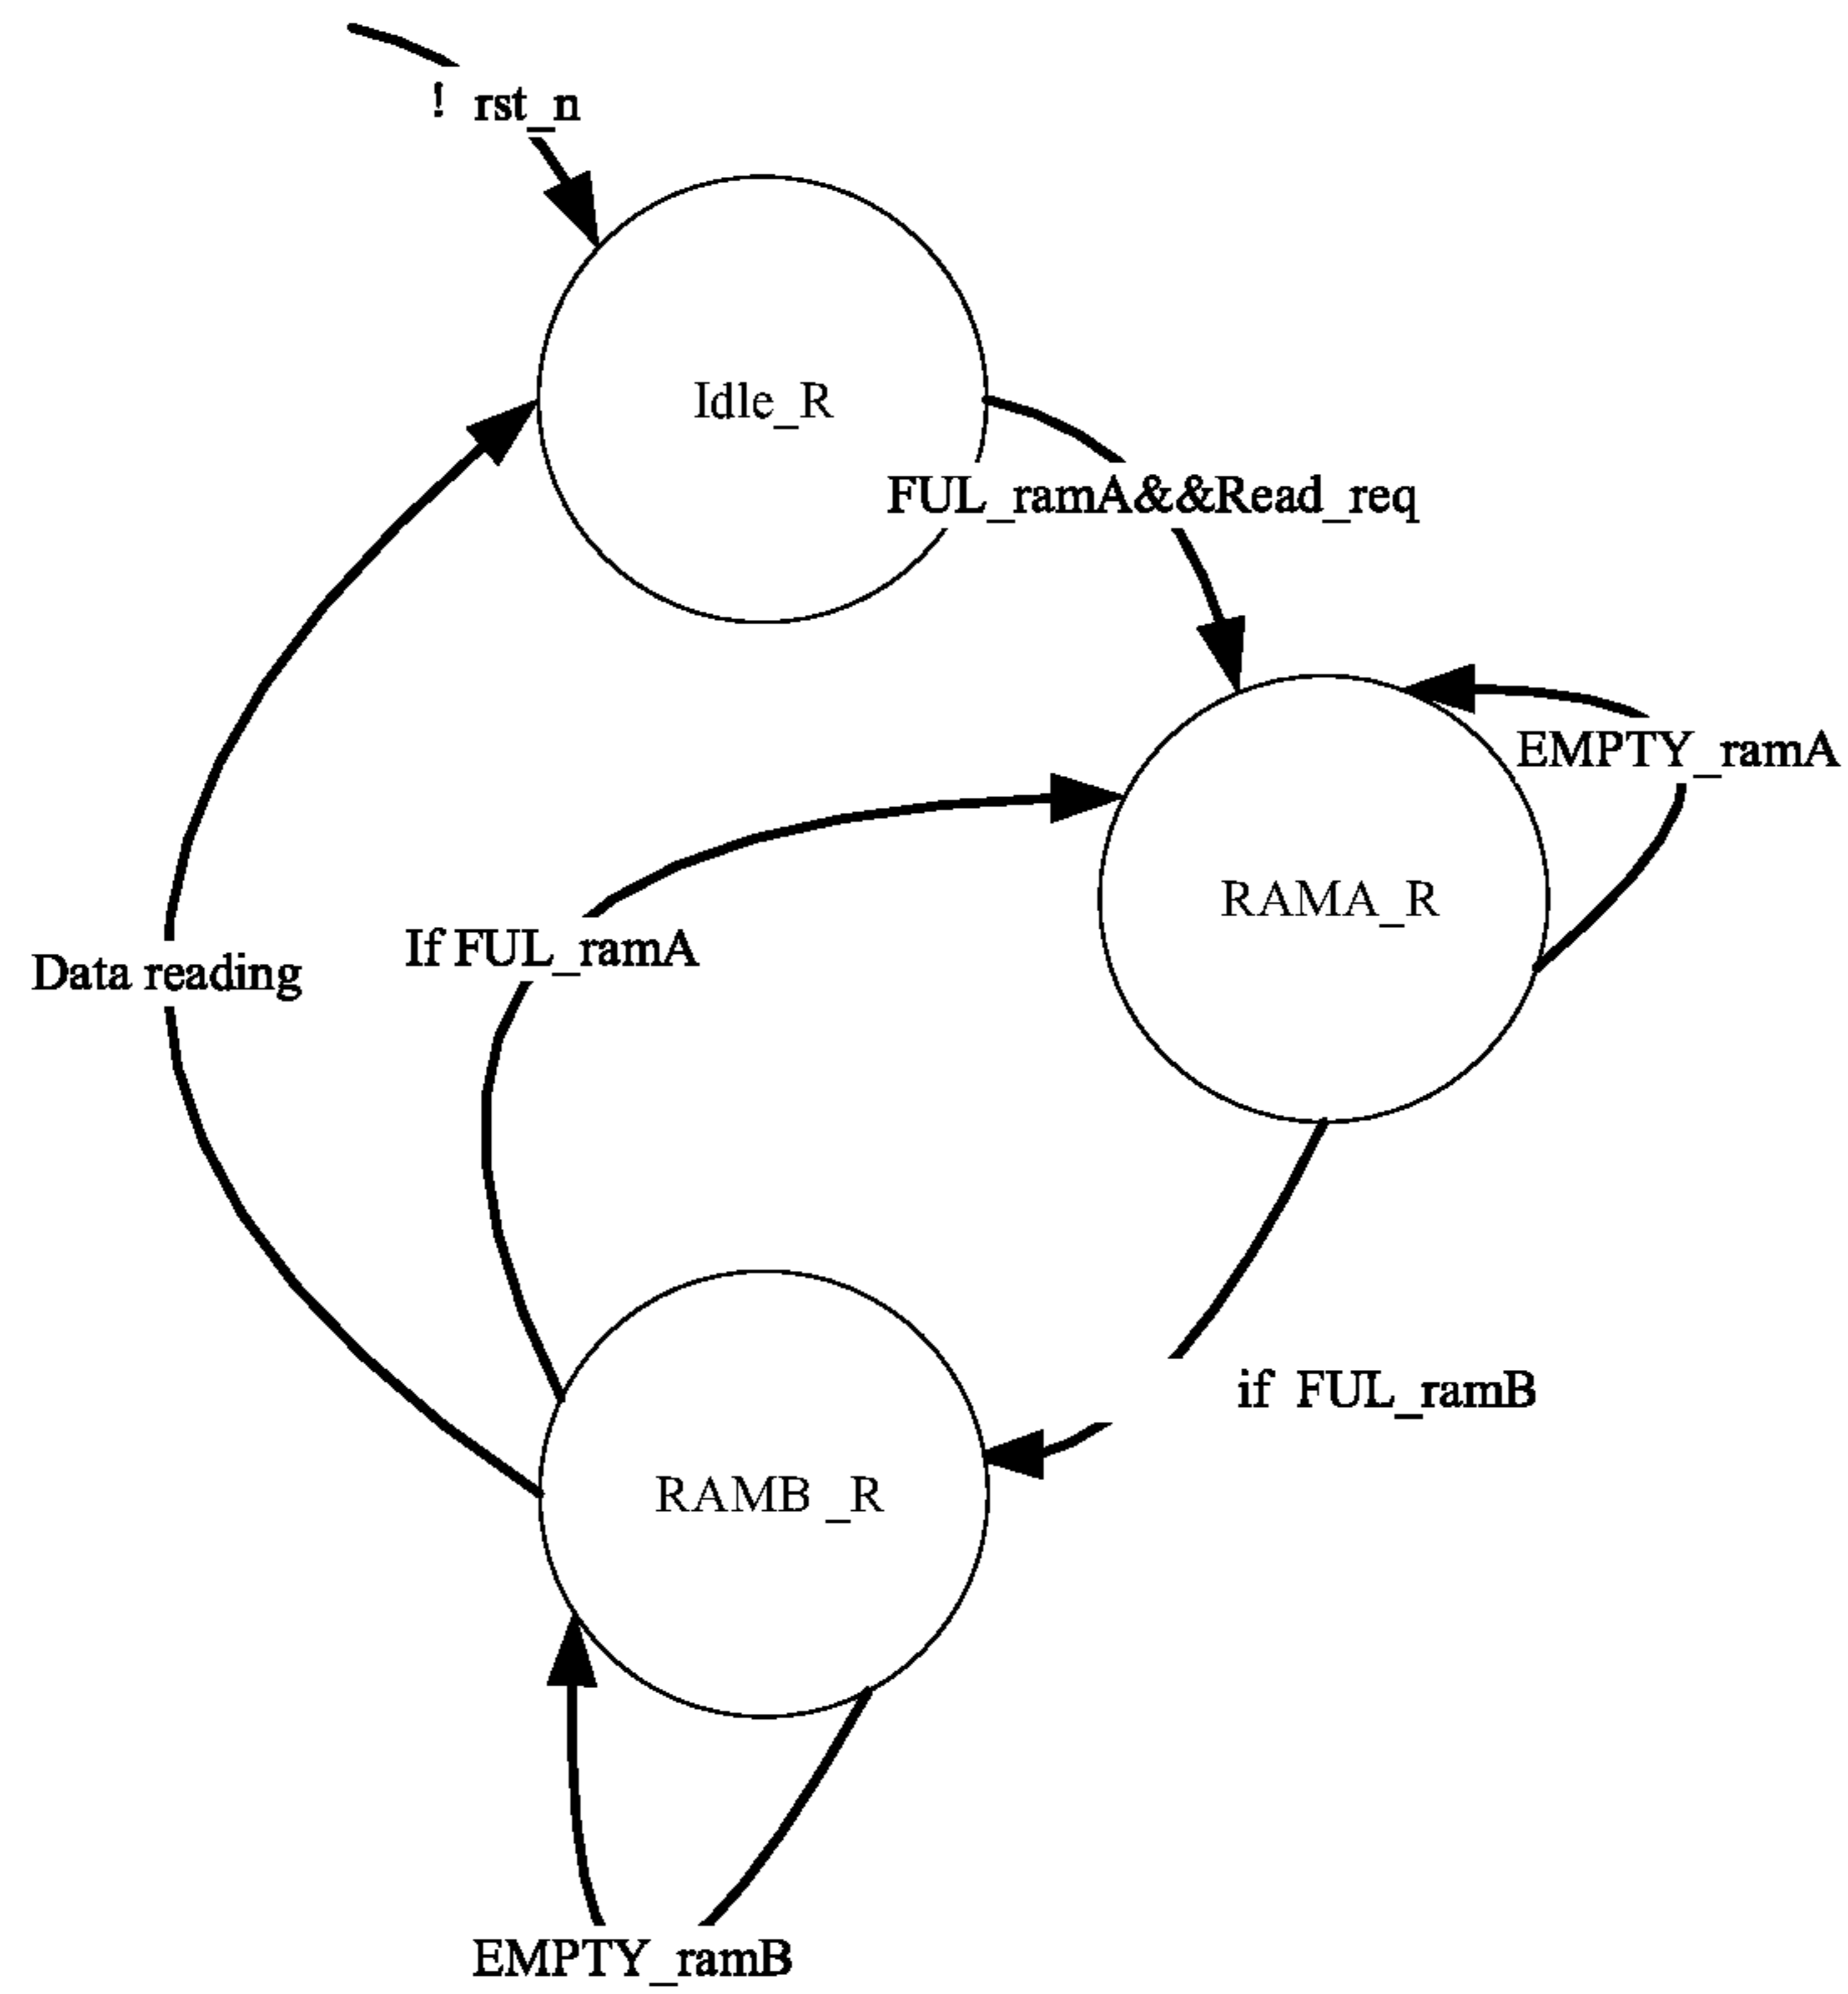 ! rst_n
Idle_R
FUL_ramA&&Read_req
EMPTY_ramA
RAMA_R
If FUL_ramA
Data reading
if FUL_ramB
RAMB _R
EMPTY_ramB